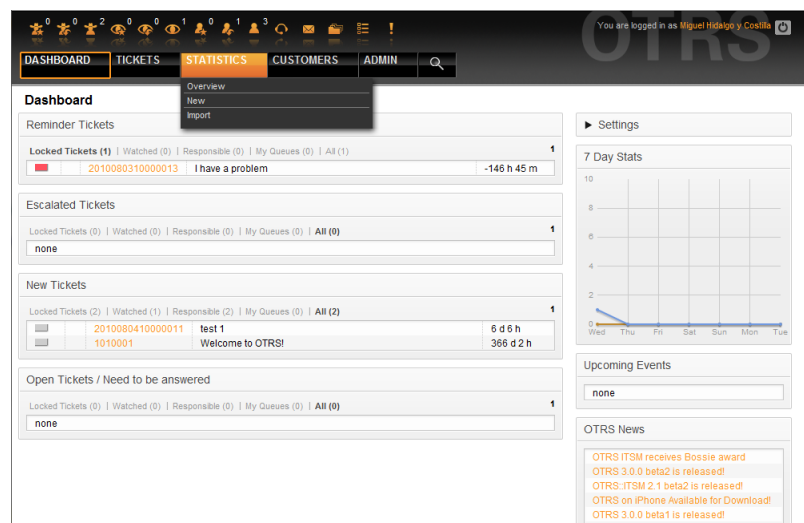 0 0 2 0 0 1 0 1 3
OTRS
You are logged in as Miguel Hidalgo y Costilla
DASHBOARD TICKETS STATISTICS CUSTOMERS ADMIN
Overview
New
Import
Dashboard
Reminder Tickets
Locked Tickets (1) | Watched (0) | Responsible (0) | My Queues (0) | All (1) 1
2010080310000013 I have a problem -146 h 45 m
Escalated Tickets
Locked Tickets (0) | Watched (0) | Responsible (0) | My Queues (0) | All (0) 1
none
New Tickets
Locked Tickets (2) | Watched (1) | Responsible (2) | My Queues (0) | All (2) 1
2010080410000011 test 1 6 d 6 h
1010001 Welcome to OTRS! 366 d 2 h
Open Tickets / Need to be answered
Locked Tickets (0) | Watched (0) | Responsible (0) | My Queues (0) | All (0) 1
none
Settings
7 Day Stats
10
8
6
4
2
0
Wed Thu Fri Sat Sun Mon Tue
Upcoming Events
none
OTRS News
OTRS ITSM receives Bossie award
OTRS 3.0.0 beta2 is released!
OTRS::ITSM 2.1 beta2 is released!
OTRS on iPhone Available for Download!
OTRS 3.0.0 beta1 is released!